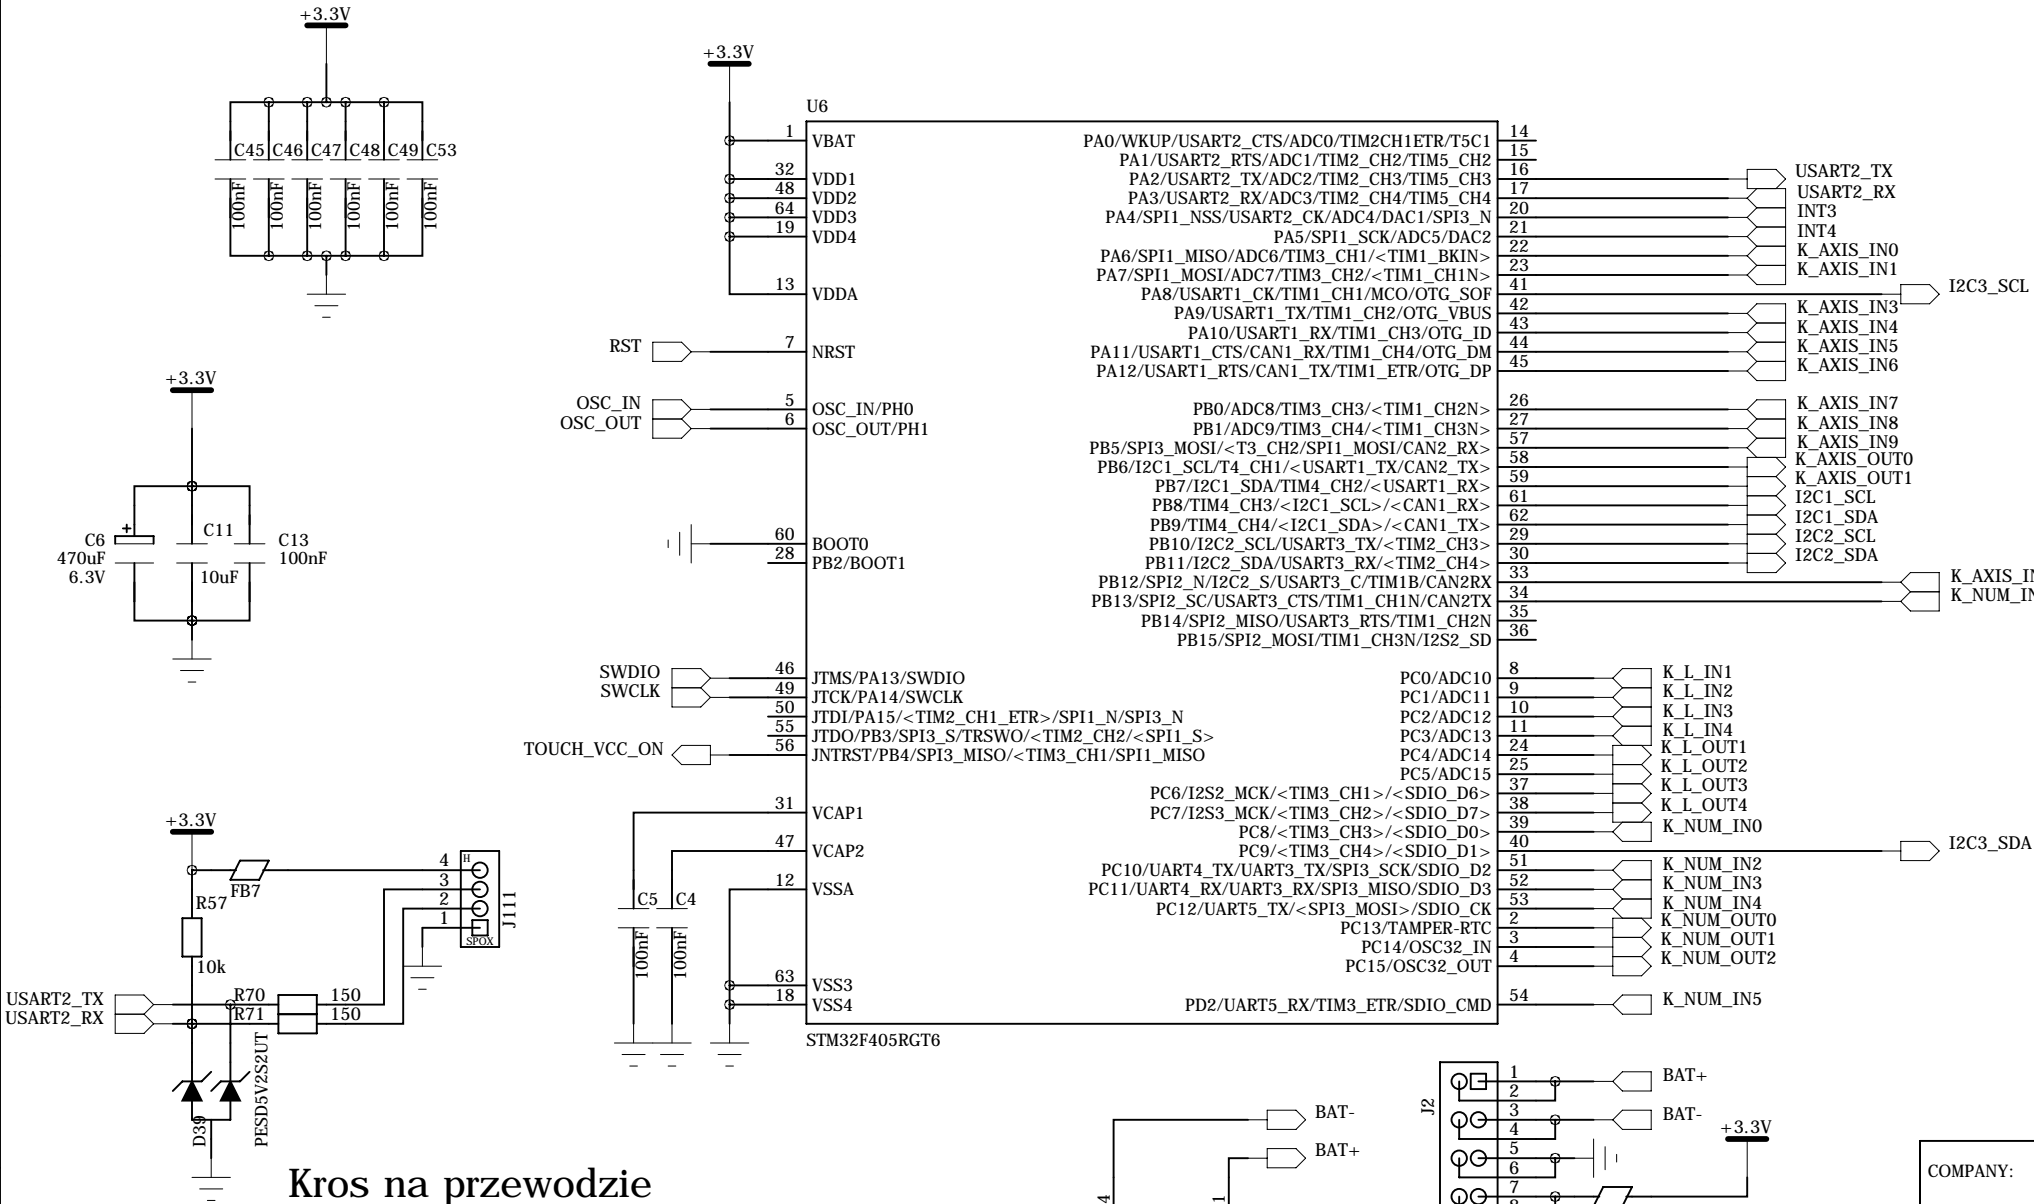 +3.3V
C45 C46 C47 C48 C49 C53
100nF 100nF 100nF 100nF 100nF 100nF
+3.3V
C6
470uF
6.3V
+
C11
10uF
C13
100nF
+3.3V
FB7
R57
10k
4
3
2
1
H
SPOX
J111
USART2_TX
USART2_RX
R70 150
R71 150
D39
PESD5V2S2UT
Kros na przewodzie
+3.3V
U6
1 VBAT
32 VDD1
48 VDD2
64 VDD3
19 VDD4
13 VDDA
RST 7 NRST
OSC_IN 5 OSC_IN/PH0
OSC_OUT 6 OSC_OUT/PH1
60 BOOT0
28 PB2/BOOT1
SWDIO 46 JTMS/PA13/SWDIO
SWCLK 49 JTCK/PA14/SWCLK
50 JTDI/PA15/<TIM2_CH1_ETR>/SPI1_N/SPI3_N
55 JTDO/PB3/SPI3_S/TRSWO/<TIM2_CH2/<SPI1_S>
TOUCH_VCC_ON 56 JNTRST/PB4/SPI3_MISO/<TIM3_CH1/SPI1_MISO
31 VCAP1
47 VCAP2
12 VSSA
C5 C4
100nF 100nF
63 VSS3
18 VSS4
STM32F405RGT6
PA0/WKUP/USART2_CTS/ADC0/TIM2CH1ETR/T5C1 14
PA1/USART2_RTS/ADC1/TIM2_CH2/TIM5_CH2 15
PA2/USART2_TX/ADC2/TIM2_CH3/TIM5_CH3 16 USART2_TX
PA3/USART2_RX/ADC3/TIM2_CH4/TIM5_CH4 17 USART2_RX
PA4/SPI1_NSS/USART2_CK/ADC4/DAC1/SPI3_N 20 INT3
PA5/SPI1_SCK/ADC5/DAC2 21 INT4
PA6/SPI1_MISO/ADC6/TIM3_CH1/<TIM1_BKIN> 22 K_AXIS_IN0
PA7/SPI1_MOSI/ADC7/TIM3_CH2/<TIM1_CH1N> 23 K_AXIS_IN1
PA8/USART1_CK/TIM1_CH1/MCO/OTG_SOF 41 I2C3_SCL
PA9/USART1_TX/TIM1_CH2/OTG_VBUS 42 K_AXIS_IN3
PA10/USART1_RX/TIM1_CH3/OTG_ID 43 K_AXIS_IN4
PA11/USART1_CTS/CAN1_RX/TIM1_CH4/OTG_DM 44 K_AXIS_IN5
PA12/USART1_RTS/CAN1_TX/TIM1_ETR/OTG_DP 45 K_AXIS_IN6
PB0/ADC8/TIM3_CH3/<TIM1_CH2N> 26 K_AXIS_IN7
PB1/ADC9/TIM3_CH4/<TIM1_CH3N> 27 K_AXIS_IN8
PB5/SPI3_MOSI/<T3_CH2/SPI1_MOSI/CAN2_RX> 57 K_AXIS_IN9
PB6/I2C1_SCL/T4_CH1/<USART1_TX/CAN2_TX> 58 K_AXIS_OUT0
PB7/I2C1_SDA/TIM4_CH2/<USART1_RX> 59 K_AXIS_OUT1
PB8/TIM4_CH3/<I2C1_SCL>/<CAN1_RX> 61 I2C1_SCL
PB9/TIM4_CH4/<I2C1_SDA>/<CAN1_TX> 62 I2C1_SDA
PB10/I2C2_SCL/USART3_TX/<TIM2_CH3> 29 I2C2_SCL
PB11/I2C2_SDA/USART3_RX/<TIM2_CH4> 30 I2C2_SDA
PB12/SPI2_N/I2C2_S/USART3_C/TIM1B/CAN2RX 33
PB13/SPI2_SC/USART3_CTS/TIM1_CH1N/CAN2TX 34
PB14/SPI2_MISO/USART3_RTS/TIM1_CH2N 35
PB15/SPI2_MOSI/TIM1_CH3N/I2S2_SD 36
PC0/ADC10 8 K_L_IN1
PC1/ADC11 9 K_L_IN2
PC2/ADC12 10 K_L_IN3
PC3/ADC13 11 K_L_IN4
PC4/ADC14 24 K_L_OUT1
PC5/ADC15 25 K_L_OUT2
PC6/I2S2_MCK/<TIM3_CH1>/<SDIO_D6> 37 K_L_OUT3
PC7/I2S3_MCK/<TIM3_CH2>/<SDIO_D7> 38 K_L_OUT4
PC8/<TIM3_CH3>/<SDIO_D0> 39 K_NUM_IN0
PC9/<TIM3_CH4>/<SDIO_D1> 40 I2C3_SDA
PC10/UART4_TX/UART3_TX/SPI3_SCK/SDIO_D2 51 K_NUM_IN2
PC11/UART4_RX/UART3_RX/SPI3_MISO/SDIO_D3 52 K_NUM_IN3
PC12/UART5_TX/<SPI3_MOSI>/SDIO_CK 53 K_NUM_IN4
PC13/TAMPER-RTC 2 K_NUM_OUT0
PC14/OSC32_IN 3 K_NUM_OUT1
PC15/OSC32_OUT 4 K_NUM_OUT2
PD2/UART5_RX/TIM3_ETR/SDIO_CMD 54 K_NUM_IN5
BAT-
BAT+
4
1
J2
1 BAT+
2
3 BAT-
4
5
6
7
+3.3V
COMPANY: